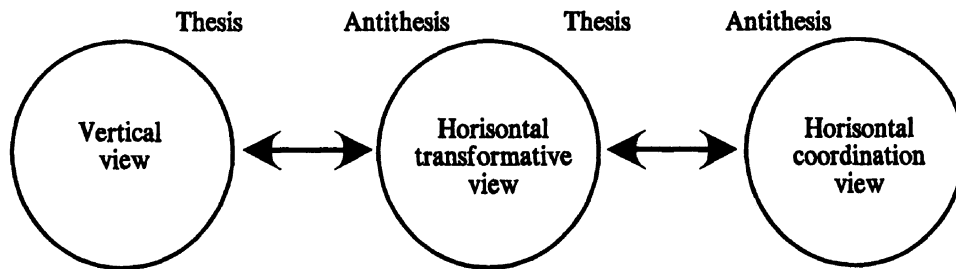 Thesis Antithesis Thesis Antithesis
Vertical
view
Horisontal
transformative
view
Horisontal
coordination
view